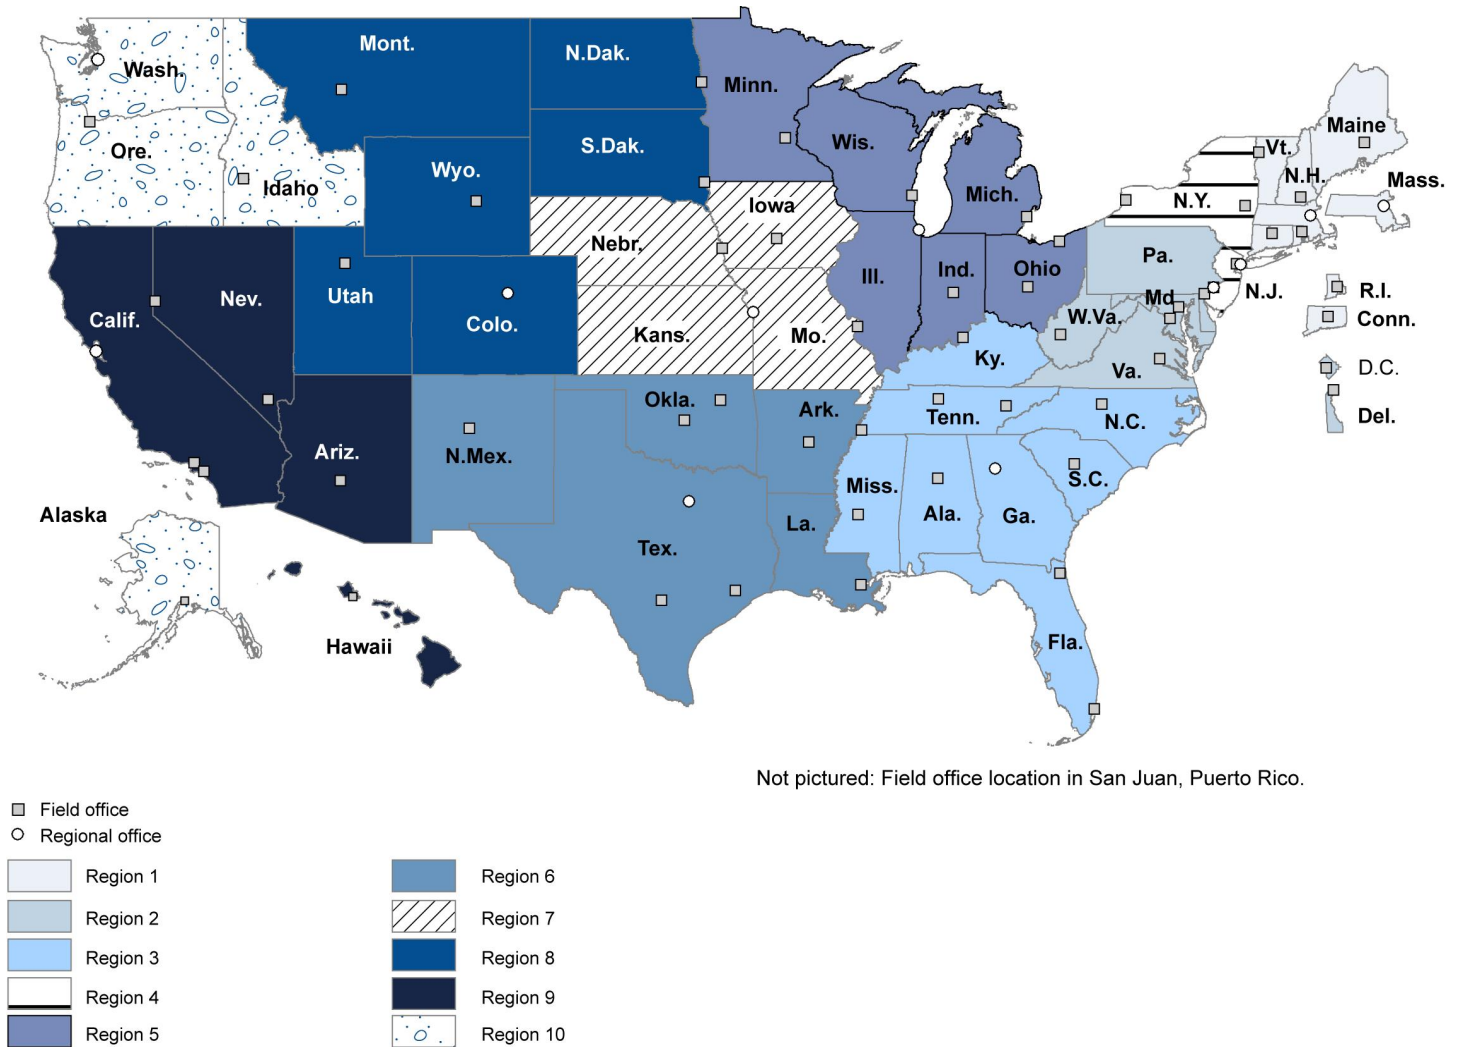 Mont.
N.Dak.
Minn.
Wash.
Ore.
Idaho
Wyo.
S.Dak.
Wis.
Mich.
Maine
Vt.
N.H.
Mass.
N.Y.
Iowa
Nebr.
Pa.
Ill.
Ind.
Ohio
Md.
N.J.
R.I.
Conn.
Nev.
Utah
Calif.
Colo.
Kans.
Mo.
W.Va.
Ky.
Va.
D.C.
Okla.
Ark.
Tenn.
N.C.
Del.
Ariz.
N.Mex.
Miss.
S.C.
Ala.
Ga.
La.
Alaska
Tex.
Hawaii
Fla.
Not pictured: Field office location in San Juan, Puerto Rico.
Field office
Regional office
Region 1
Region 2
Region 3
Region 4
Region 5
Region 6
Region 7
Region 8
Region 9
Region 10